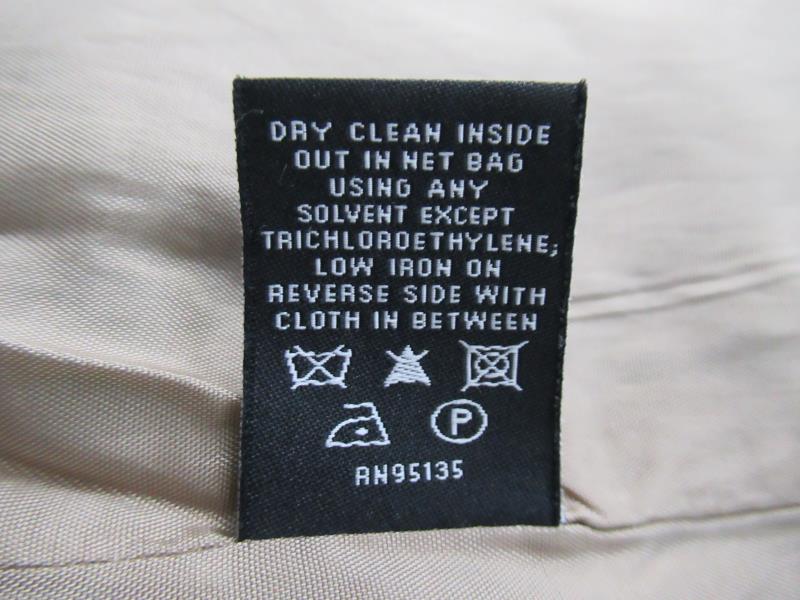 DRY CLEAN INSIDE
OUT IN NET BAG
USING ANY
SOLVENT EXCEPT
TRICHLOROETHYLENE;
LOW IRON ON
REVERSE SIDE WITH
CLOTH IN BETWEEN
P
RN95135